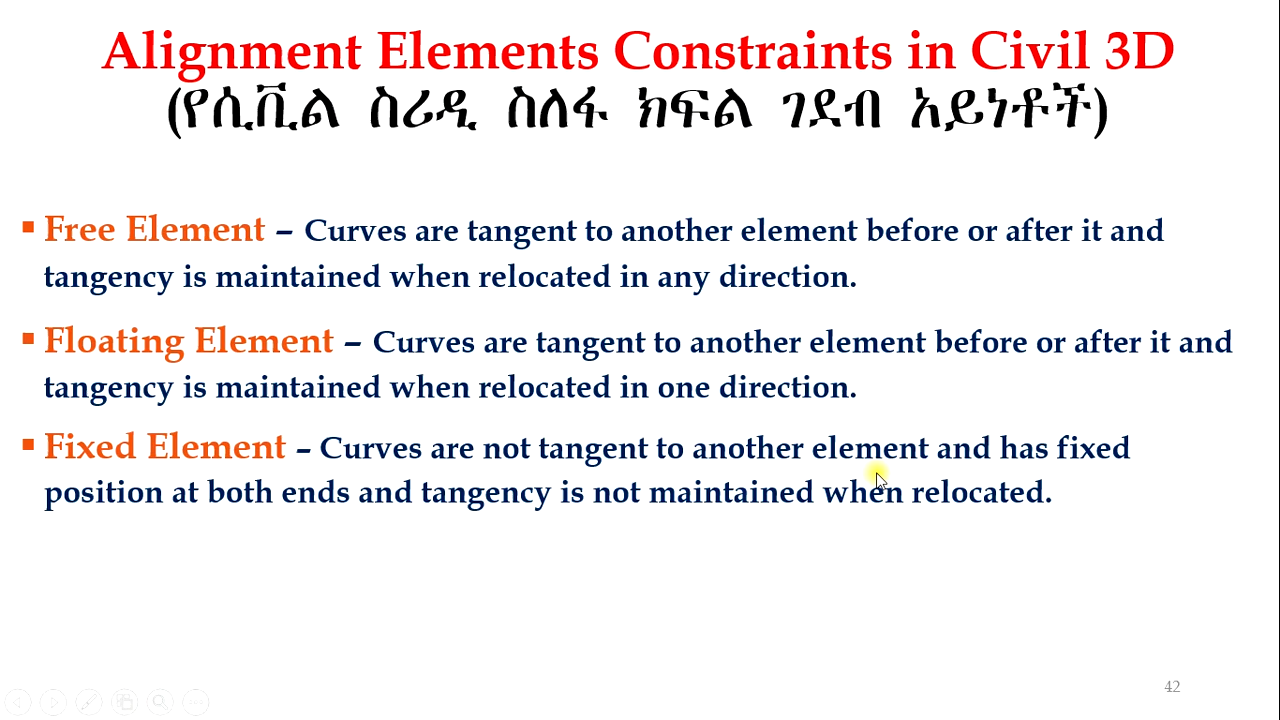 Alignment Elements Constraints in Civil 3D
(የሲቪል ስሪዲ ስለፋ ክፍል ገደብ አይነቶች)
▪ Free Element – Curves are tangent to another element before or after it and
tangency is maintained when relocated in any direction.
▪ Floating Element – Curves are tangent to another element before or after it and
tangency is maintained when relocated in one direction.
▪ Fixed Element – Curves are not tangent to another element and has fixed
position at both ends and tangency is not maintained when relocated.
42